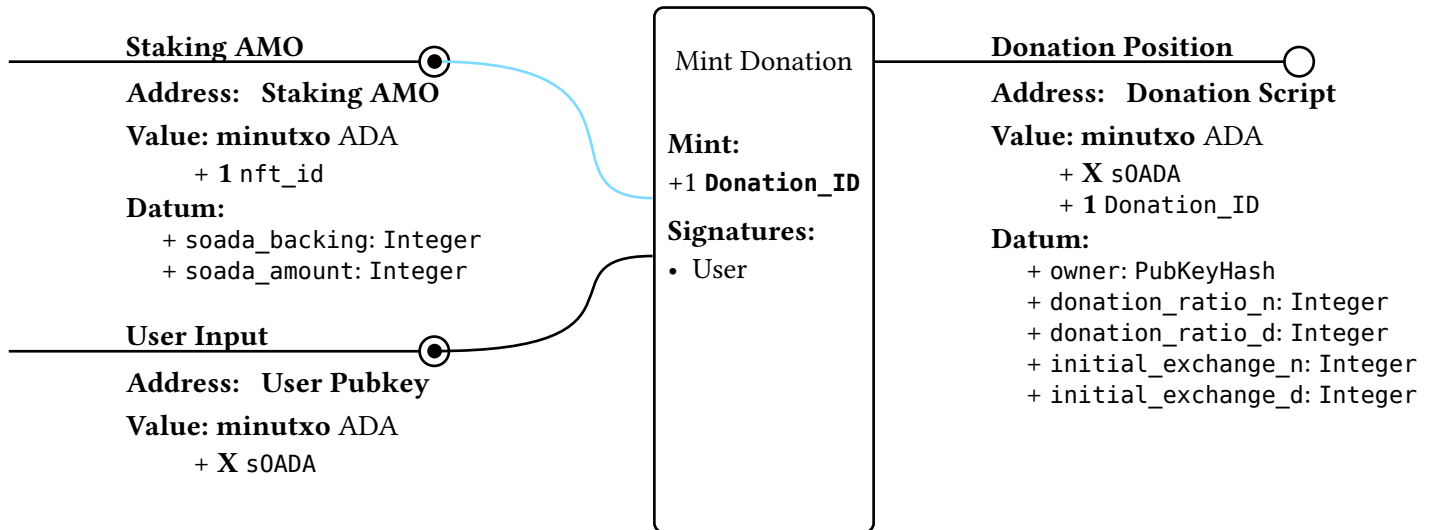 Staking AMO
Address: Staking AMO
Value: minutxo ADA
+ 1 nft_id
Datum:
+ soada_backing: Integer
+ soada_amount: Integer
User Input
Address: User Pubkey
Value: minutxo ADA
+ X sOADA
Mint Donation
Mint:
+1 Donation_ID
Signatures:
• User
Donation Position
Address: Donation Script
Value: minutxo ADA
+ X sOADA
+ 1 Donation_ID
Datum:
+ owner: PubKeyHash
+ donation_ratio_n: Integer
+ donation_ratio_d: Integer
+ initial_exchange_n: Integer
+ initial_exchange_d: Integer